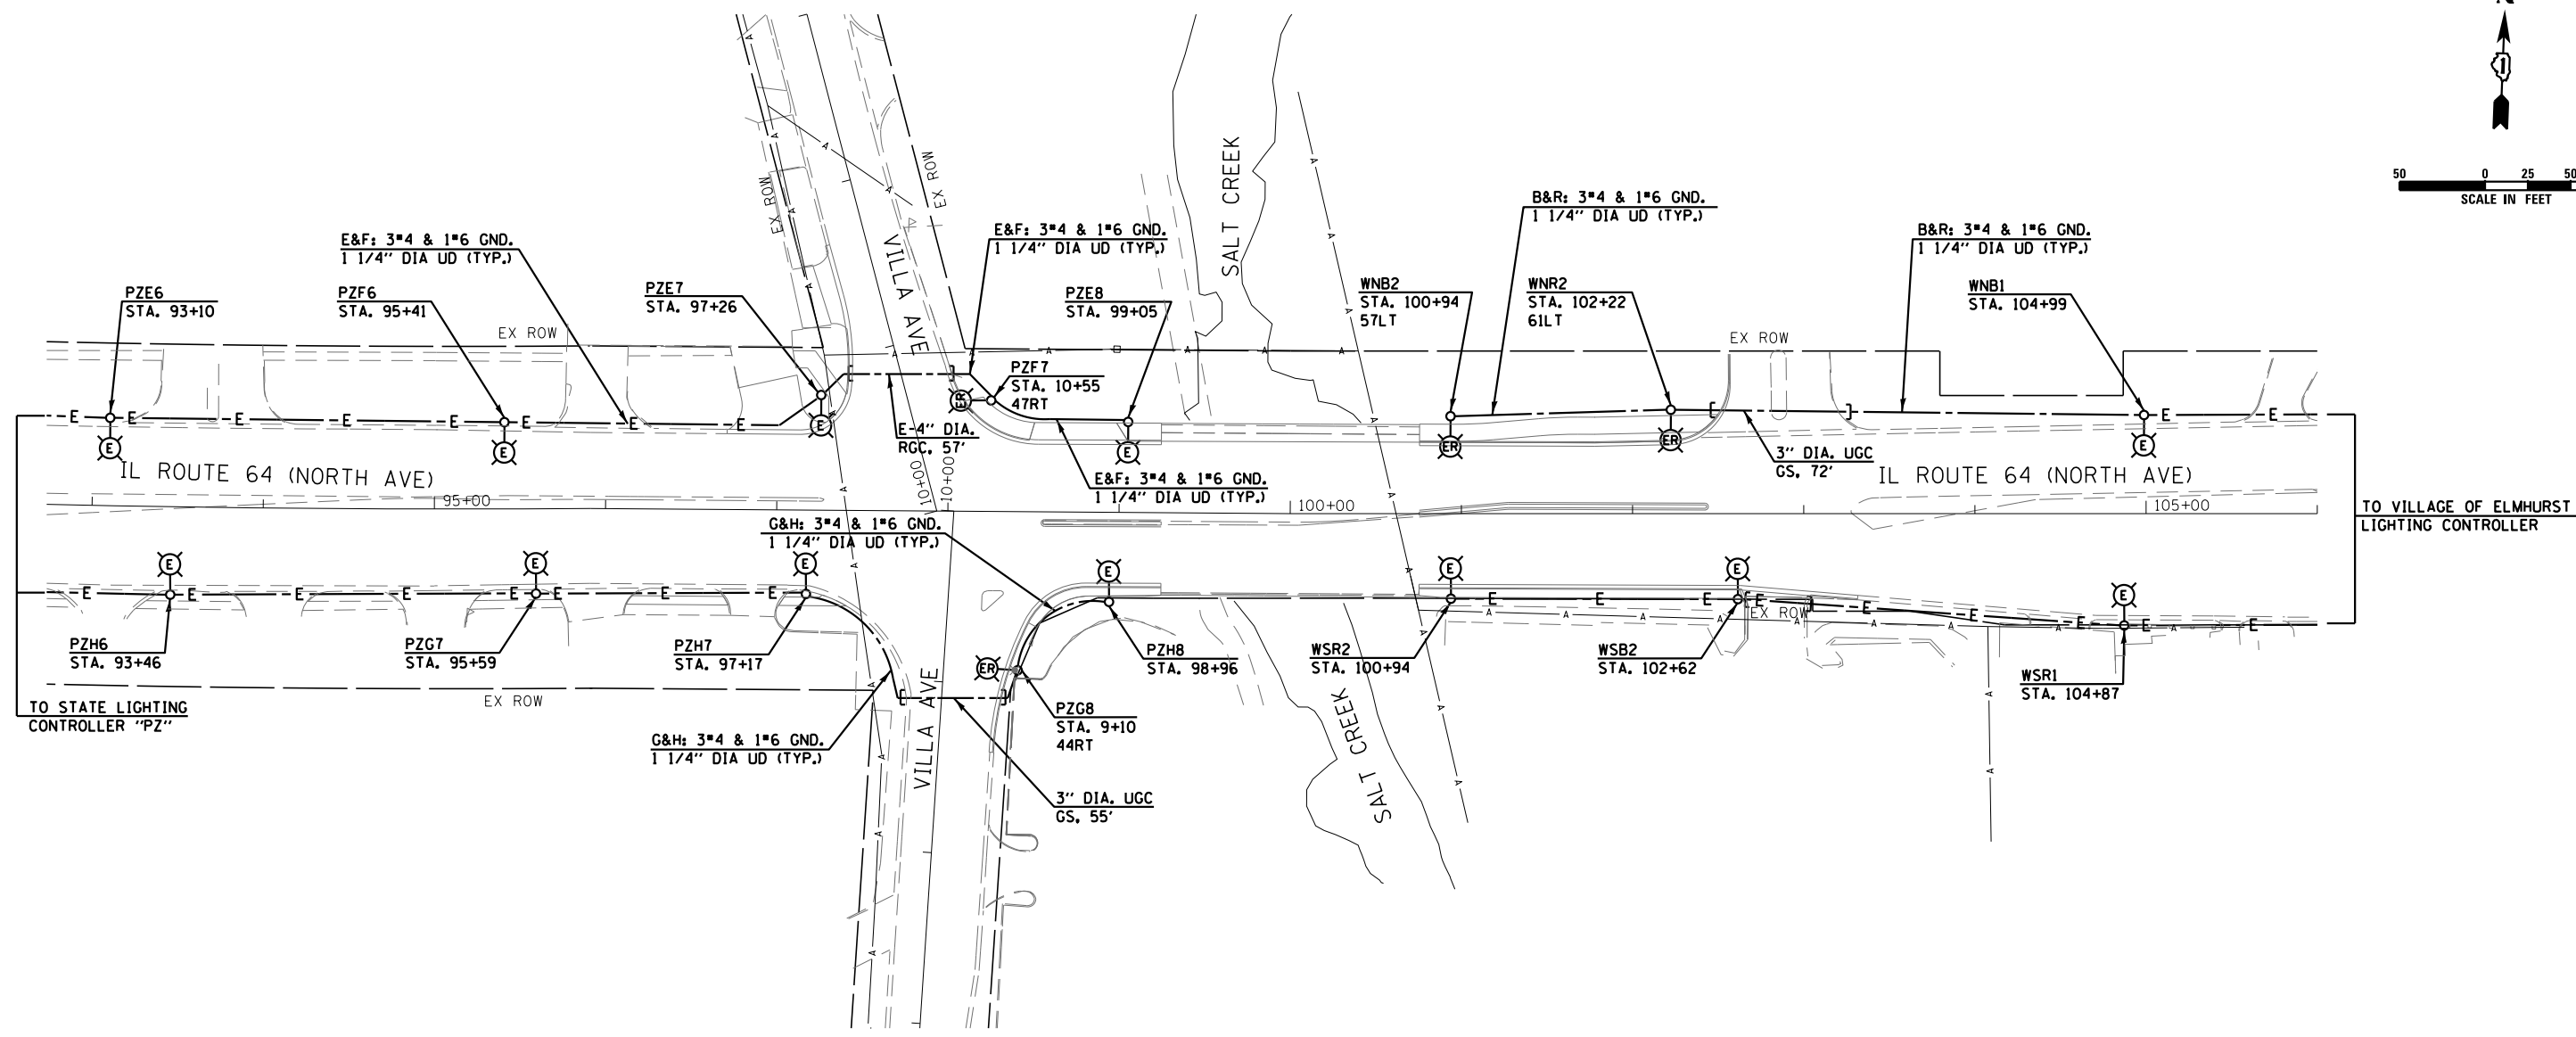 N
50 0 25 50
SCALE IN FEET
EX ROW
EX ROW
VILLA AVE
SALT CREEK
E&F: 3#4 & 1#6 GND.
1 1/4" DIA UD (TYP.)
PZE6
STA. 93+10
PZF6
STA. 95+41
PZE7
STA. 97+26
E&F: 3#4 & 1#6 GND.
1 1/4" DIA UD (TYP.)
PZE8
STA. 99+05
B&R: 3#4 & 1#6 GND.
1 1/4" DIA UD (TYP.)
B&R: 3#4 & 1#6 GND.
1 1/4" DIA UD (TYP.)
WNB2
STA. 100+94
57LT
WNR2
STA. 102+22
61LT
WNB1
STA. 104+99
EX ROW
EX ROW
PZF7
STA. 10+55
47RT
E-4" DIA.
RGC, 57'
E&F: 3#4 & 1#6 GND.
1 1/4" DIA UD (TYP.)
3" DIA. UGC
GS, 72'
IL ROUTE 64 (NORTH AVE)
IL ROUTE 64 (NORTH AVE)
95+00
10+00
10+00
100+00
105+00
TO VILLAGE OF ELMHURST
LIGHTING CONTROLLER
G&H: 3#4 & 1#6 GND.
1 1/4" DIA UD (TYP.)
PZH6
STA. 93+46
PZG7
STA. 95+59
PZH7
STA. 97+17
PZH8
STA. 98+96
WSR2
STA. 100+94
WSB2
STA. 102+62
EX ROW
WSR1
STA. 104+87
EX ROW
TO STATE LIGHTING
CONTROLLER "PZ"
G&H: 3#4 & 1#6 GND.
1 1/4" DIA UD (TYP.)
VILLA AVE
PZG8
STA. 9+10
44RT
3" DIA. UGC
GS, 55'
SALT CREEK